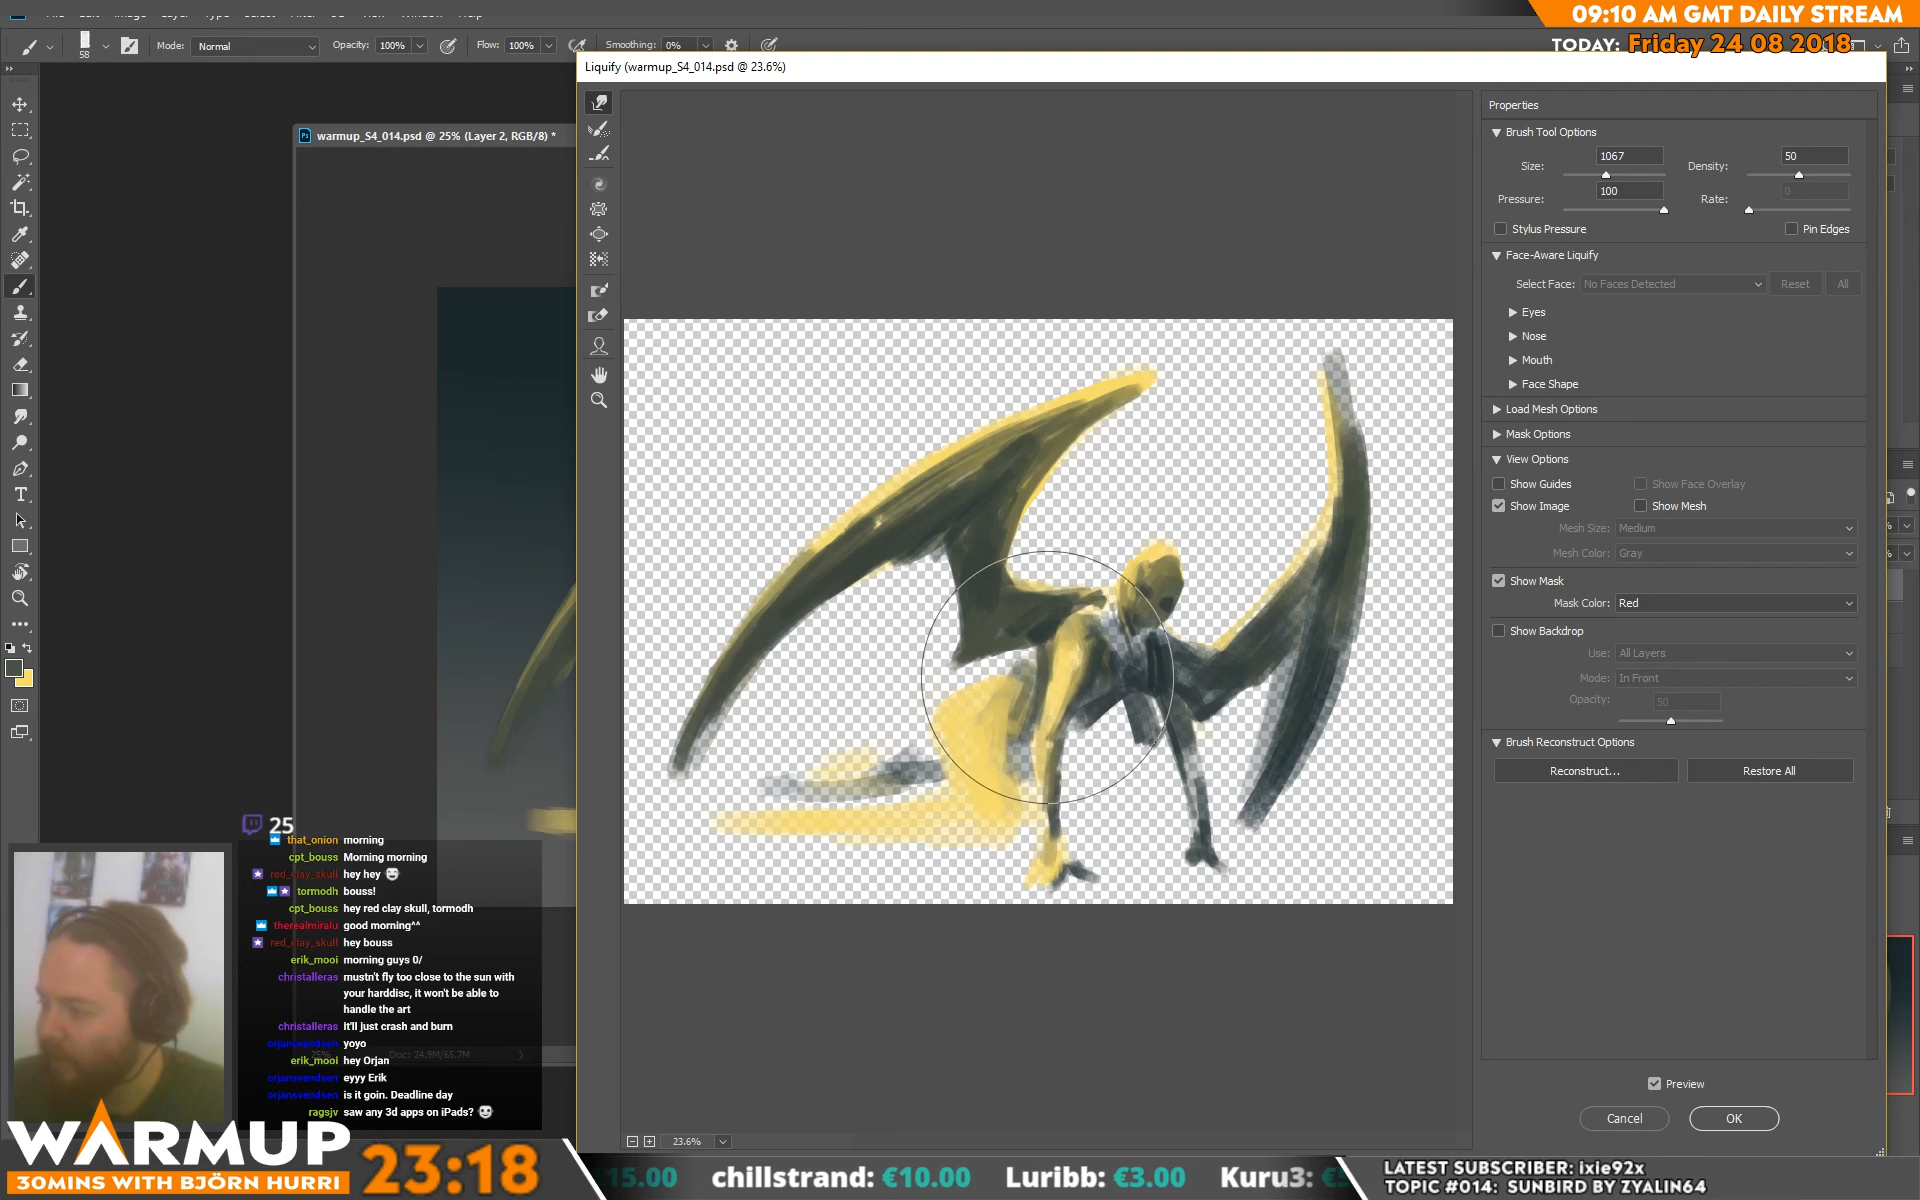 09:10 AM GMT DAILY STREAM
TODAY: Friday 24 08 2018
58
Mode: Normal
Opacity: 100%
Flow: 100%
Smoothing: 0%
Liquify (warmup_S4_014.psd @ 23.6%)
warmup_S4_014.psd @ 25% (Layer 2, RGB/8) *
Properties
Brush Tool Options
Size: 1067
Density: 50
Pressure: 100
Rate: 0
Stylus Pressure
Pin Edges
Face-Aware Liquify
Select Face: No Faces Detected
Reset
All
Eyes
Nose
Mouth
Face Shape
Load Mesh Options
Mask Options
View Options
Show Guides
Show Face Overlay
Show Image
Show Mesh
Mesh Size: Medium
Mesh Color: Gray
Show Mask
Mask Color: Red
Show Backdrop
Use: All Layers
Mode: In Front
Opacity: 50
Brush Reconstruct Options
Reconstruct...
Restore All
Preview
Cancel
OK
23.6%
25
that_onion morning
cpt_bouss Morning morning
red_clay_skull hey hey
tormodh bouss!
cpt_bouss hey red clay skull, tormodh
therealmiralu good morning^^
red_clay_skull hey bouss
erik_mooi morning guys 0/
christalleras mustn't fly too close to the sun with
your harddisc, it won't be able to
handle the art
christalleras it'll just crash and burn
orjansvendsen yoyo
25% Doc: 24.9M/65.7M
erik_mooi hey Orjan
orjansvendsen eyyy Erik
orjansvendsen is it goin. Deadline day
ragsjv saw any 3d apps on iPads?
WARMUP
30MINS WITH BJÖRN HURRI
23:18
15.00
chillstrand: €10.00
Luribb: €3.00
Kuru3:
LATEST SUBSCRIBER: ixie92x
TOPIC #014: SUNBIRD BY ZYALIN64